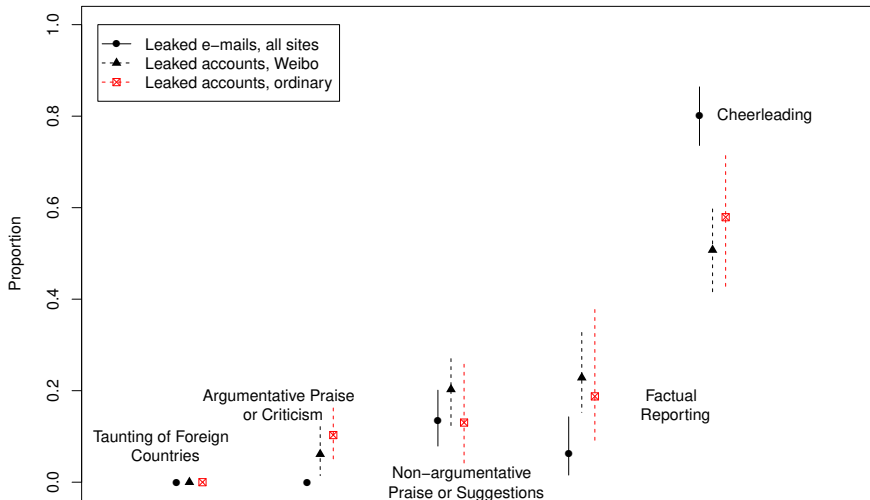 Leaked e−mails, all sites
Leaked accounts, Weibo
Leaked accounts, ordinary
Proportion
1.0
0.8
0.6
0.4
0.2
0.0
Cheerleading
Argumentative Praise
or Criticism
Factual
Reporting
Taunting of Foreign
Countries
Non−argumentative
Praise or Suggestions